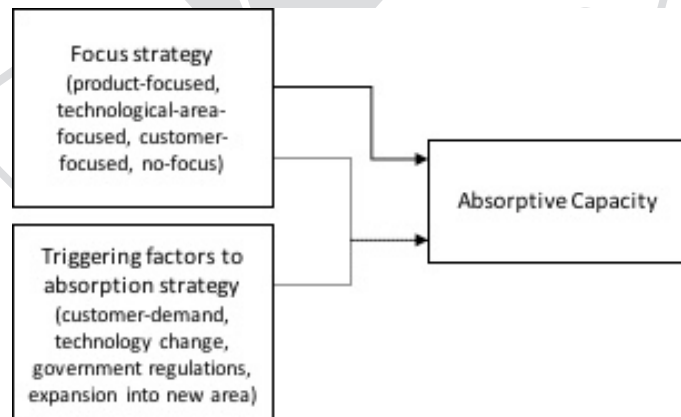 Focus strategy
(product-focused,
technological-area-
focused, customer-
focused, no-focus)
Absorptive Capacity
Triggering factors to
absorption strategy
(customer-demand,
technology change,
government regulations,
expansion into new area)